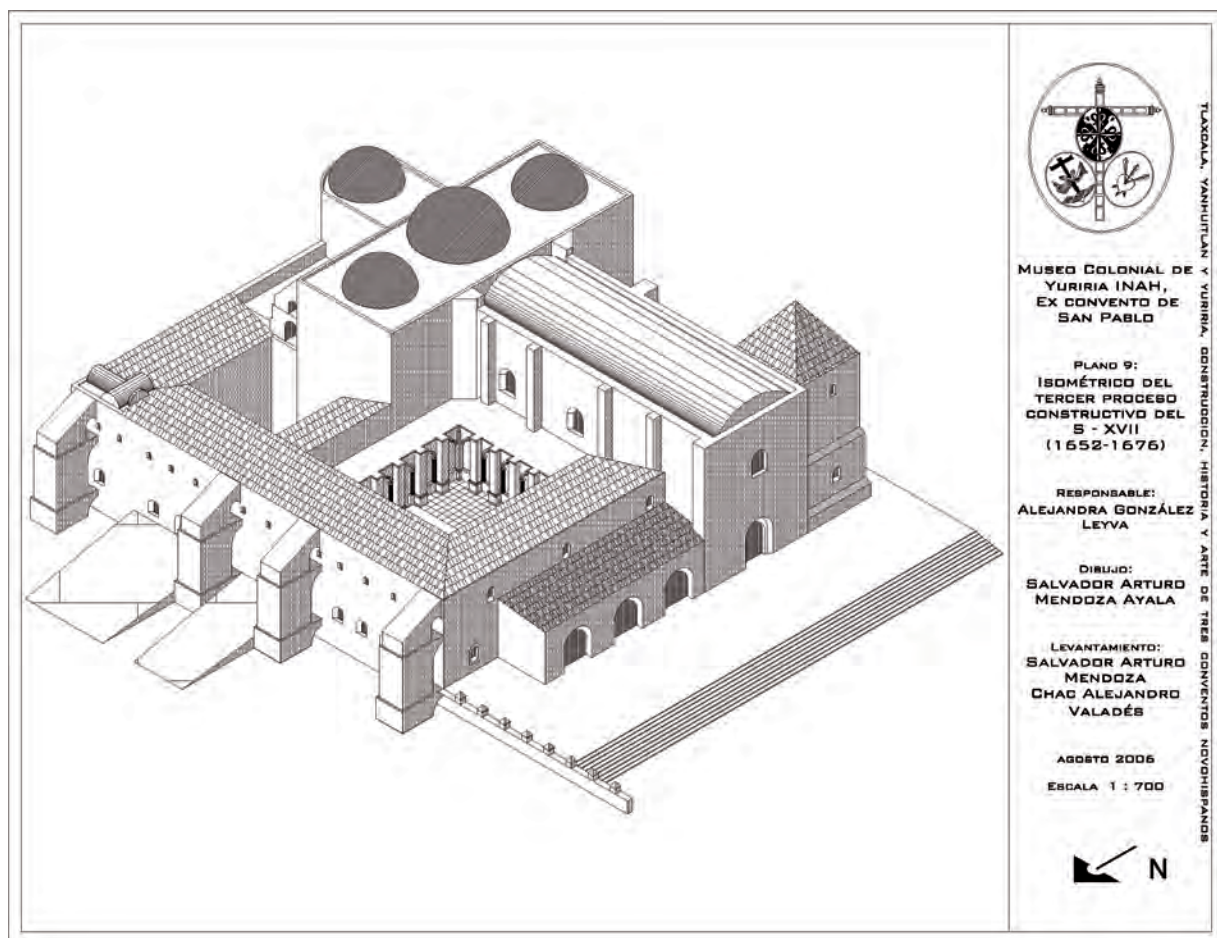 MUSEO COLONIAL DE
YURIRIA INAH,
EX CONVENTO DE
SAN PABLO
PLANO 9:
ISOMÉTRICO DEL
TERCER PROCESO
CONSTRUCTIVO DEL
S - XVII
(1652-1676)
RESPONSABLE:
ALEJANDRA GONZÁLEZ
LEYVA
DIBUJO:
SALVADOR ARTURO
MENDOZA AYALA
LEVANTAMIENTO:
SALVADOR ARTURO
MENDOZA
CHAC ALEJANDRO
VALADÉS
AGOSTO 2006
ESCALA 1 : 700
N
TLAXCALA, YANHUITLAN Y YURIRIA, CONSTRUCCION, HISTORIA Y ARTE DE TRES CONVENTOS NOVOHISPANOS